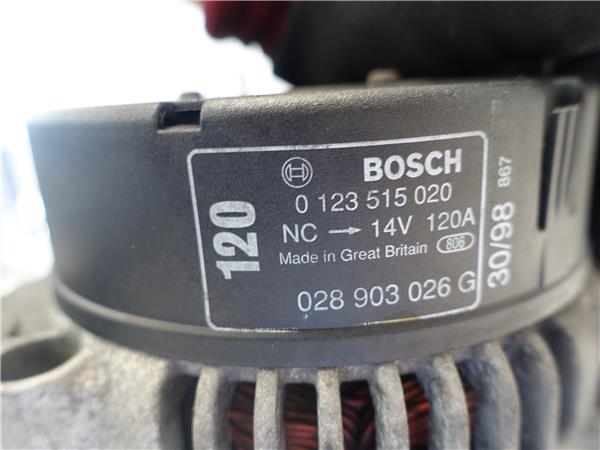 BOSCH
0 123 515 020
NC → 14V 120A
Made in Great Britain 806
028 903 026 G
120
30/98 867